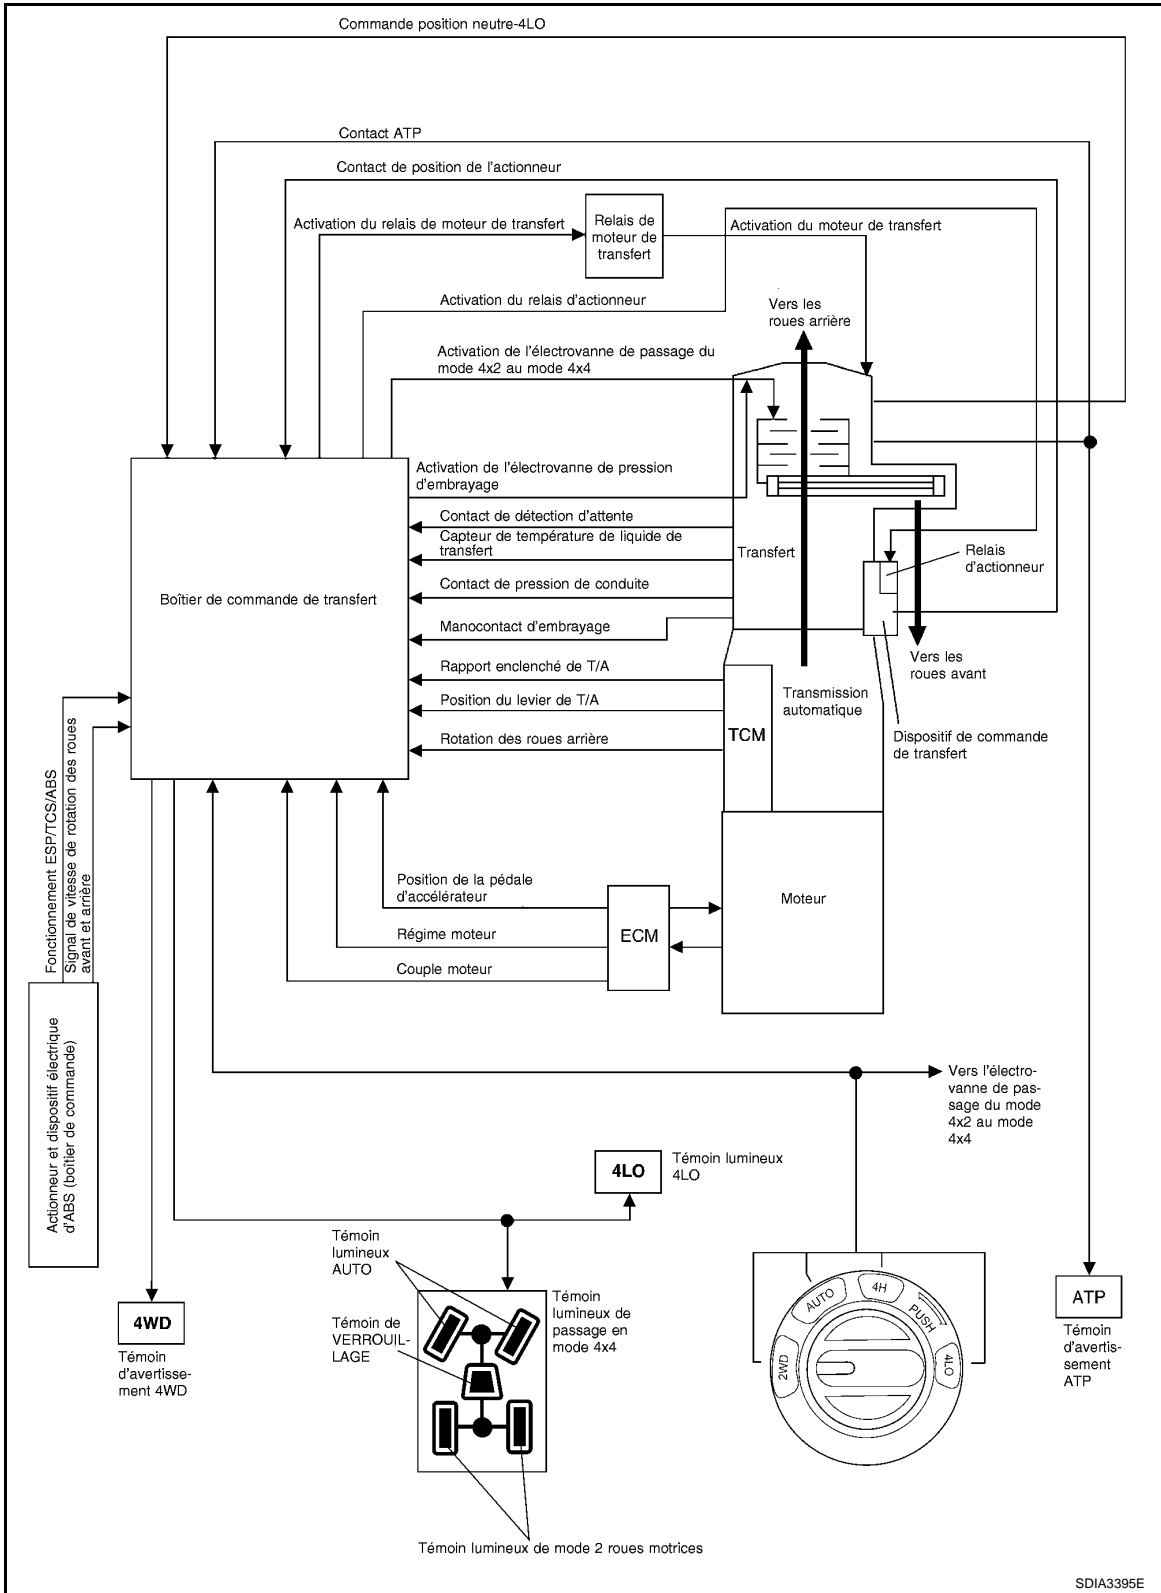 Commande position neutre-4LO
Contact ATP
Contact de position de l'actionneur
Activation du relais de moteur de transfert
Relais de
moteur de
transfert
Activation du moteur de transfert
Activation du relais d'actionneur
Vers les
roues arrière
Activation de l'électrovanne de passage du
mode 4x2 au mode 4x4
Activation de l'électrovanne de pression
d'embrayage
Contact de détection d'attente
Capteur de température de liquide de
transfert
Transfert
Relais
d'actionneur
Contact de pression de conduite
Boîtier de commande de transfert
Manocontact d'embrayage
Vers les
roues avant
Rapport enclenché de T/A
Position du levier de T/A
Rotation des roues arrière
TCM
Transmission
automatique
Dispositif de commande
de transfert
Fonctionnement ESP/TCS/ABS
Signal de vitesse de rotation des roues
avant et arrière
Position de la pédale
d'accélérateur
Régime moteur
Couple moteur
ECM
Moteur
Actionneur et dispositif électrique
d'ABS (boîtier de commande)
Vers l'électro-
vanne de pas-
sage du mode
4x2 au mode
4x4
4LO
Témoin lumineux
4LO
Témoin
lumineux
AUTO
Témoin de
VERROUIL-
LAGE
Témoin
lumineux de
passage en
mode 4x4
4WD
Témoin
d'avertisse-
ment 4WD
2WD
AUTO
4H
PUSH
4LO
ATP
Témoin
d'avertis-
sement
ATP
Témoin lumineux de mode 2 roues motrices
SDIA3395E